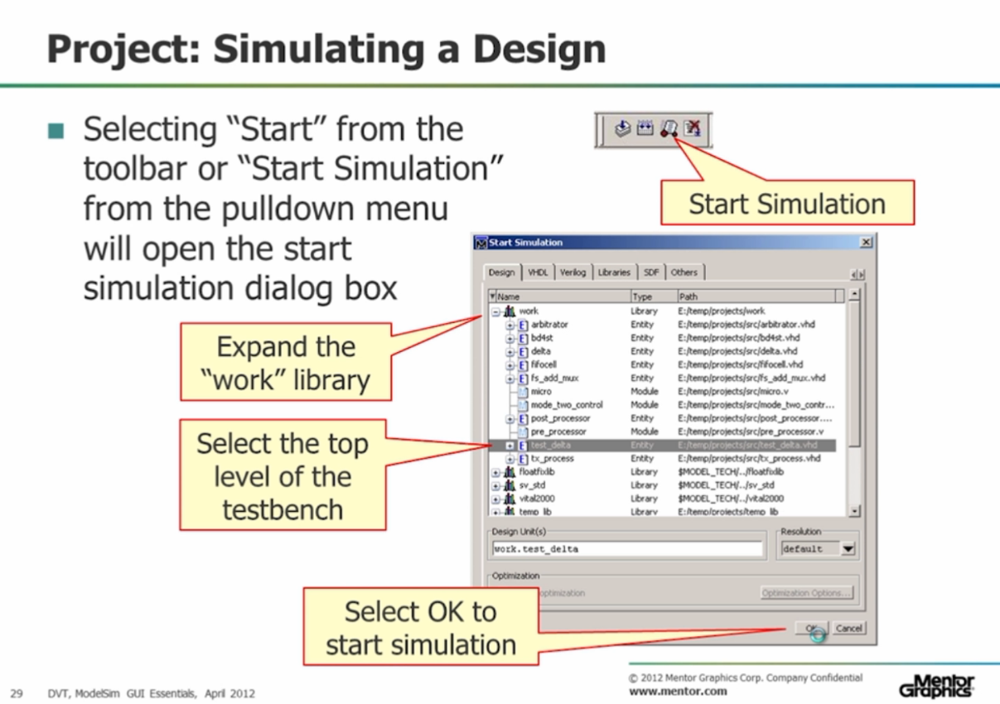 Project: Simulating a Design
Selecting “Start” from the
toolbar or “Start Simulation”
from the pulldown menu
will open the start
simulation dialog box
Start Simulation
Expand the
“work” library
Select the top
level of the
testbench
Select OK to
start simulation
Start Simulation
Design VHDL Verilog Libraries SDF Others
Name Type Path
work Library E:/temp/projects/work
arbitrator Entity E:/temp/projects/src/arbitrator.vhd
bd4st Entity E:/temp/projects/src/bd4st.vhd
delta Entity E:/temp/projects/src/delta.vhd
fifocell Entity E:/temp/projects/src/fifocell.vhd
fs_add_mux Entity E:/temp/projects/src/fs_add_mux.vhd
micro Module E:/temp/projects/src/micro.v
mode_two_control Module E:/temp/projects/src/mode_two_contr...
post_processor Entity E:/temp/projects/src/post_processor....
pre_processor Module E:/temp/projects/src/pre_processor.v
test_delta Entity E:/temp/projects/src/test_delta.vhd
tx_process Entity E:/temp/projects/src/tx_process.vhd
floatfixlib Library $MODEL_TECH/../floatfixlib
sv_std Library $MODEL_TECH/../sv_std
vital2000 Library $MODEL_TECH/../vital2000
temp_lib Library E:/temp/projects/temp_lib
Design Unit(s) Resolution
work.test_delta default
Optimization
optimization Optimization Options...
OK Cancel
29 DVT, ModelSim GUI Essentials, April 2012
© 2012 Mentor Graphics Corp. Company Confidential
www.mentor.com
Mentor
Graphics